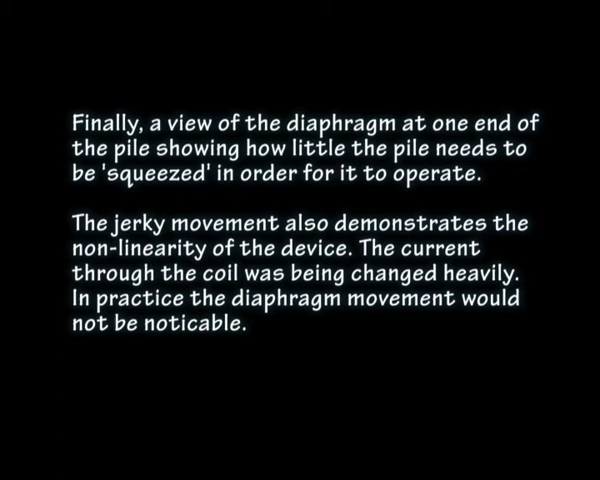 Finally, a view of the diaphragm at one end of
the pile showing how little the pile needs to
be 'squeezed' in order for it to operate.
The jerky movement also demonstrates the
non-linearity of the device. The current
through the coil was being changed heavily.
In practice the diaphragm movement would
not be noticable.